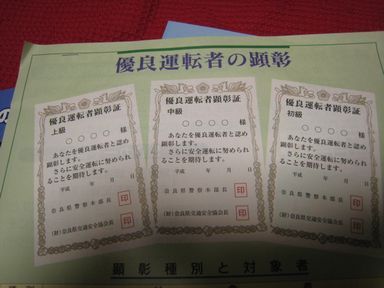 優良運転者の顕彰
優良運転者顕彰証
上級
○○○○ 様
あなたを優良運転者と認め
顕彰します。
さらに安全運転に努められ
ることを期待します。
平成 年 月 日
奈良県警察本部長 印
(財)奈良県交通安全協会長 印
優良運転者顕彰証
中級
○○○○ 様
あなたを優良運転者と認め
顕彰します。
さらに安全運転に努められ
ることを期待します。
平成 年 月 日
奈良県警察本部長 印
(財)奈良県交通安全協会長 印
優良運転者顕彰証
初級
○○○○ 様
あなたを優良運転者と認め
顕彰します。
さらに安全運転に努められ
ることを期待します。
平成 年 月 日
奈良県警察本部長 印
(財)奈良県交通安全協会長 印
顕彰種別と対象者